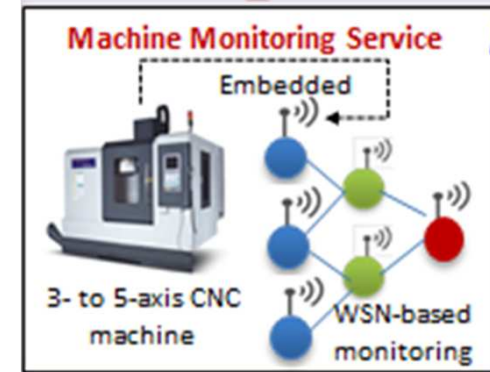 Machine Monitoring Service
Embedded
3- to 5-axis CNC
machine
WSN-based
monitoring